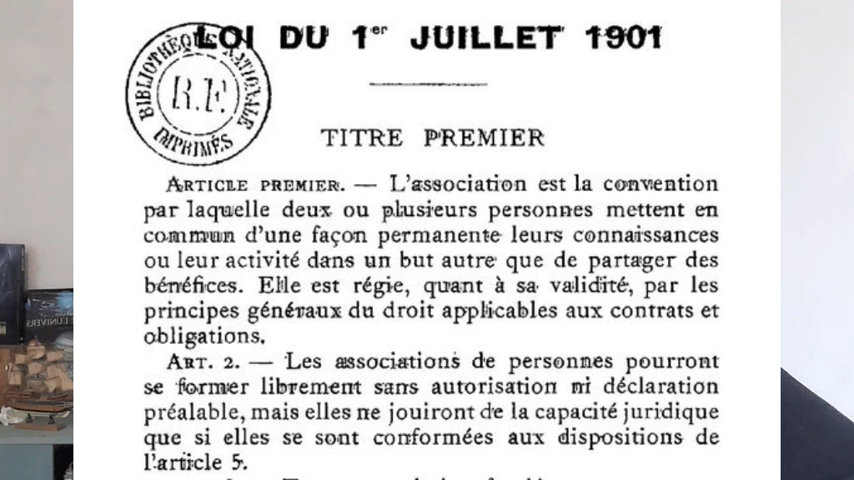 LOI DU 1er JUILLET 1901
BIBLIOTHÈQUE NATIONALE
R.F.
IMPRIMÉS
TITRE PREMIER
ARTICLE PREMIER. — L'association est la convention
par laquelle deux ou plusieurs personnes mettent en
commun d'une façon permanente leurs connaissances
ou leur activité dans un but autre que de partager des
bénéfices. Elle est régie, quant à sa validité, par les
principes généraux du droit applicables aux contrats et
obligations.
ART. 2. — Les associations de personnes pourront
se former librement sans autorisation ni déclaration
préalable, mais elles ne jouiront de la capacité juridique
que si elles se sont conformées aux dispositions de
l'article 5.
L'UNIVERS